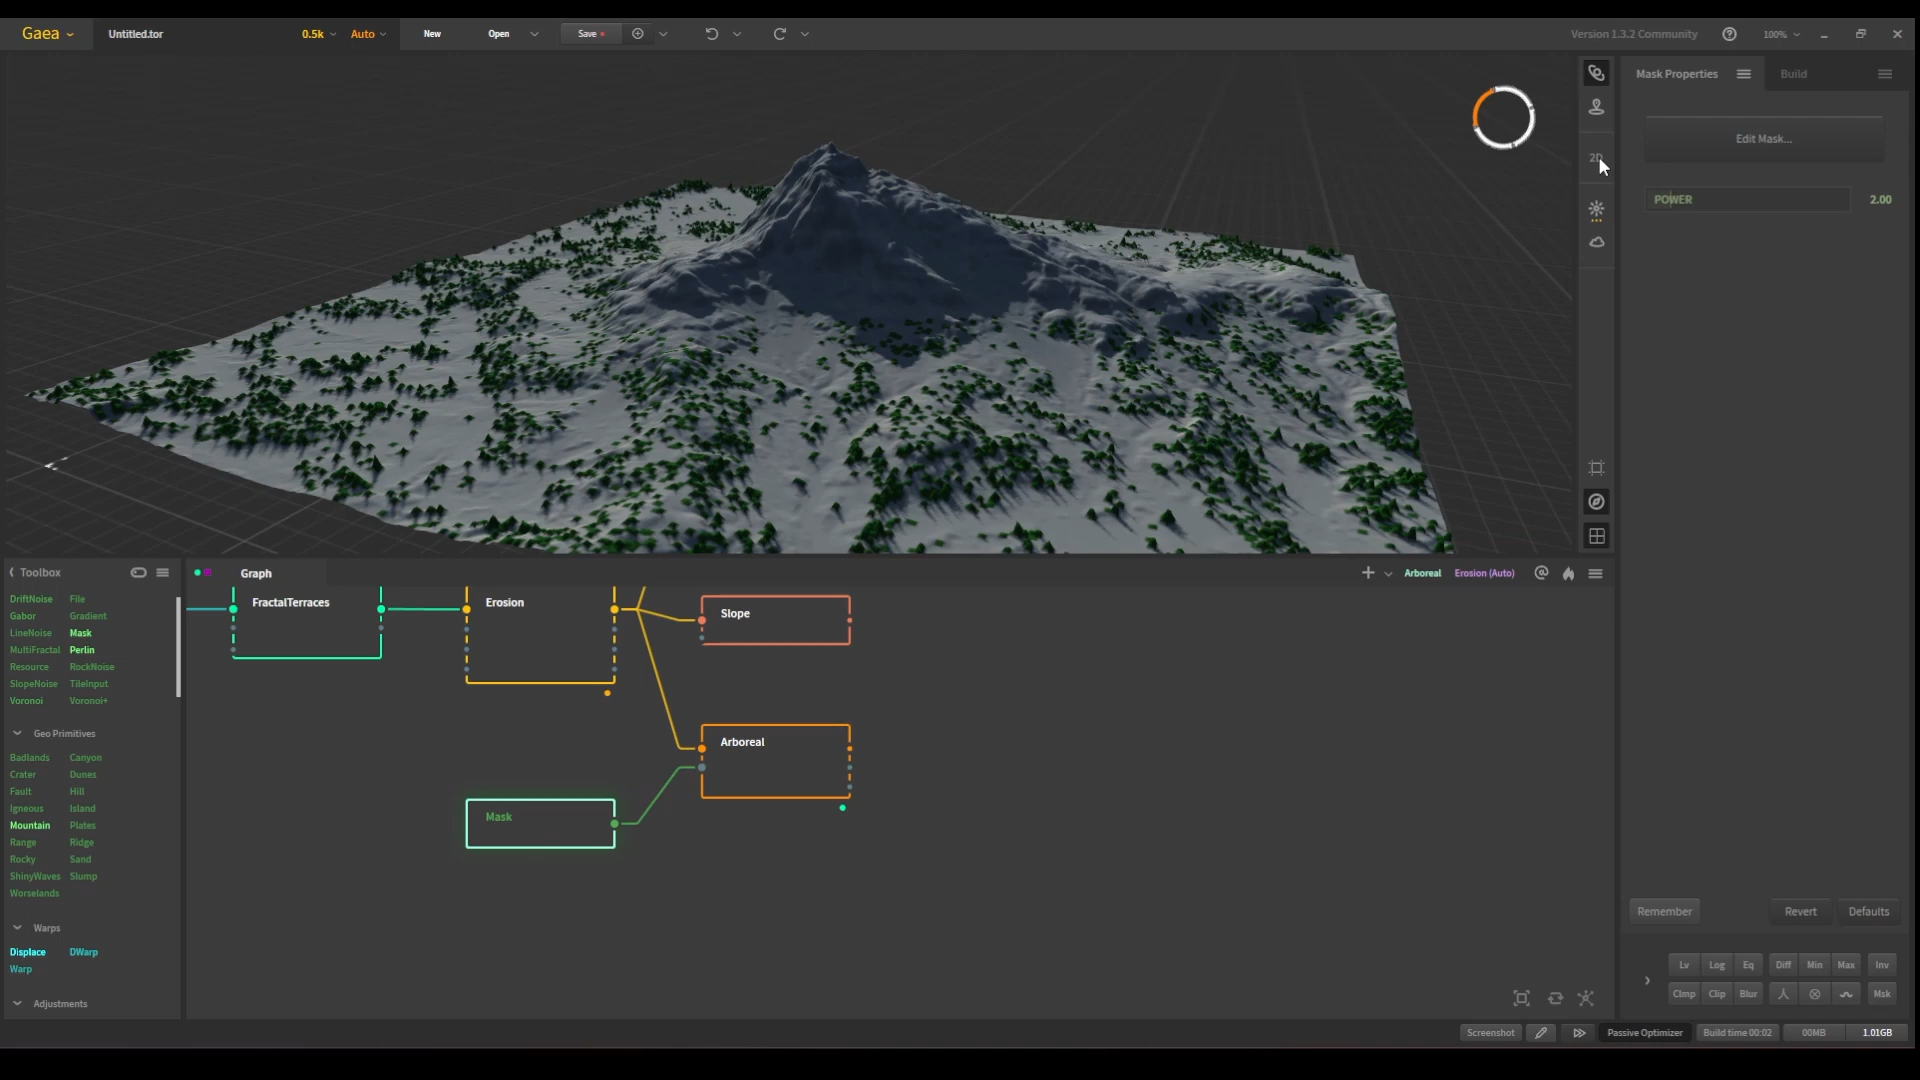 Gaea
Untitled.tor
0.5k
Auto
New
Open
Save
Version 1.3.2 Community
100%
Mask Properties
Build
Edit Mask...
2D
POWER
2.00
Toolbox
Graph
Arboreal
Erosion (Auto)
DriftNoise File
Gabor Gradient
LineNoise Mask
MultiFractal Perlin
Resource RockNoise
SlopeNoise TileInput
Voronoi Voronoi+
Geo Primitives
Badlands Canyon
Crater Dunes
Fault Hill
Igneous Island
Mountain Plates
Range Ridge
Rocky Sand
ShinyWaves Slump
Worselands
Warps
Displace DWarp
Warp
Adjustments
FractalTerraces
Erosion
Slope
Arboreal
Mask
Remember
Revert
Defaults
Lv Log Eq Diff Min Max Inv
Clmp Clip Blur Msk
Screenshot
Passive Optimizer
Build time 00:02
00MB
1.01GB